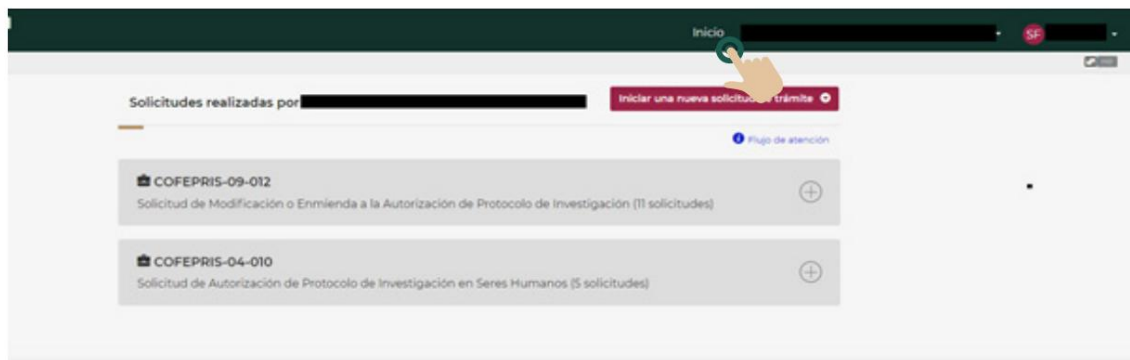 Inicio
SF
Solicitudes realizadas por
Iniciar una nueva solicitud trámite
Flujo de atención
COFEPRIS-09-012
Solicitud de Modificación o Enmienda a la Autorización de Protocolo de Investigación (11 solicitudes)
COFEPRIS-04-010
Solicitud de Autorización de Protocolo de Investigación en Seres Humanos (5 solicitudes)